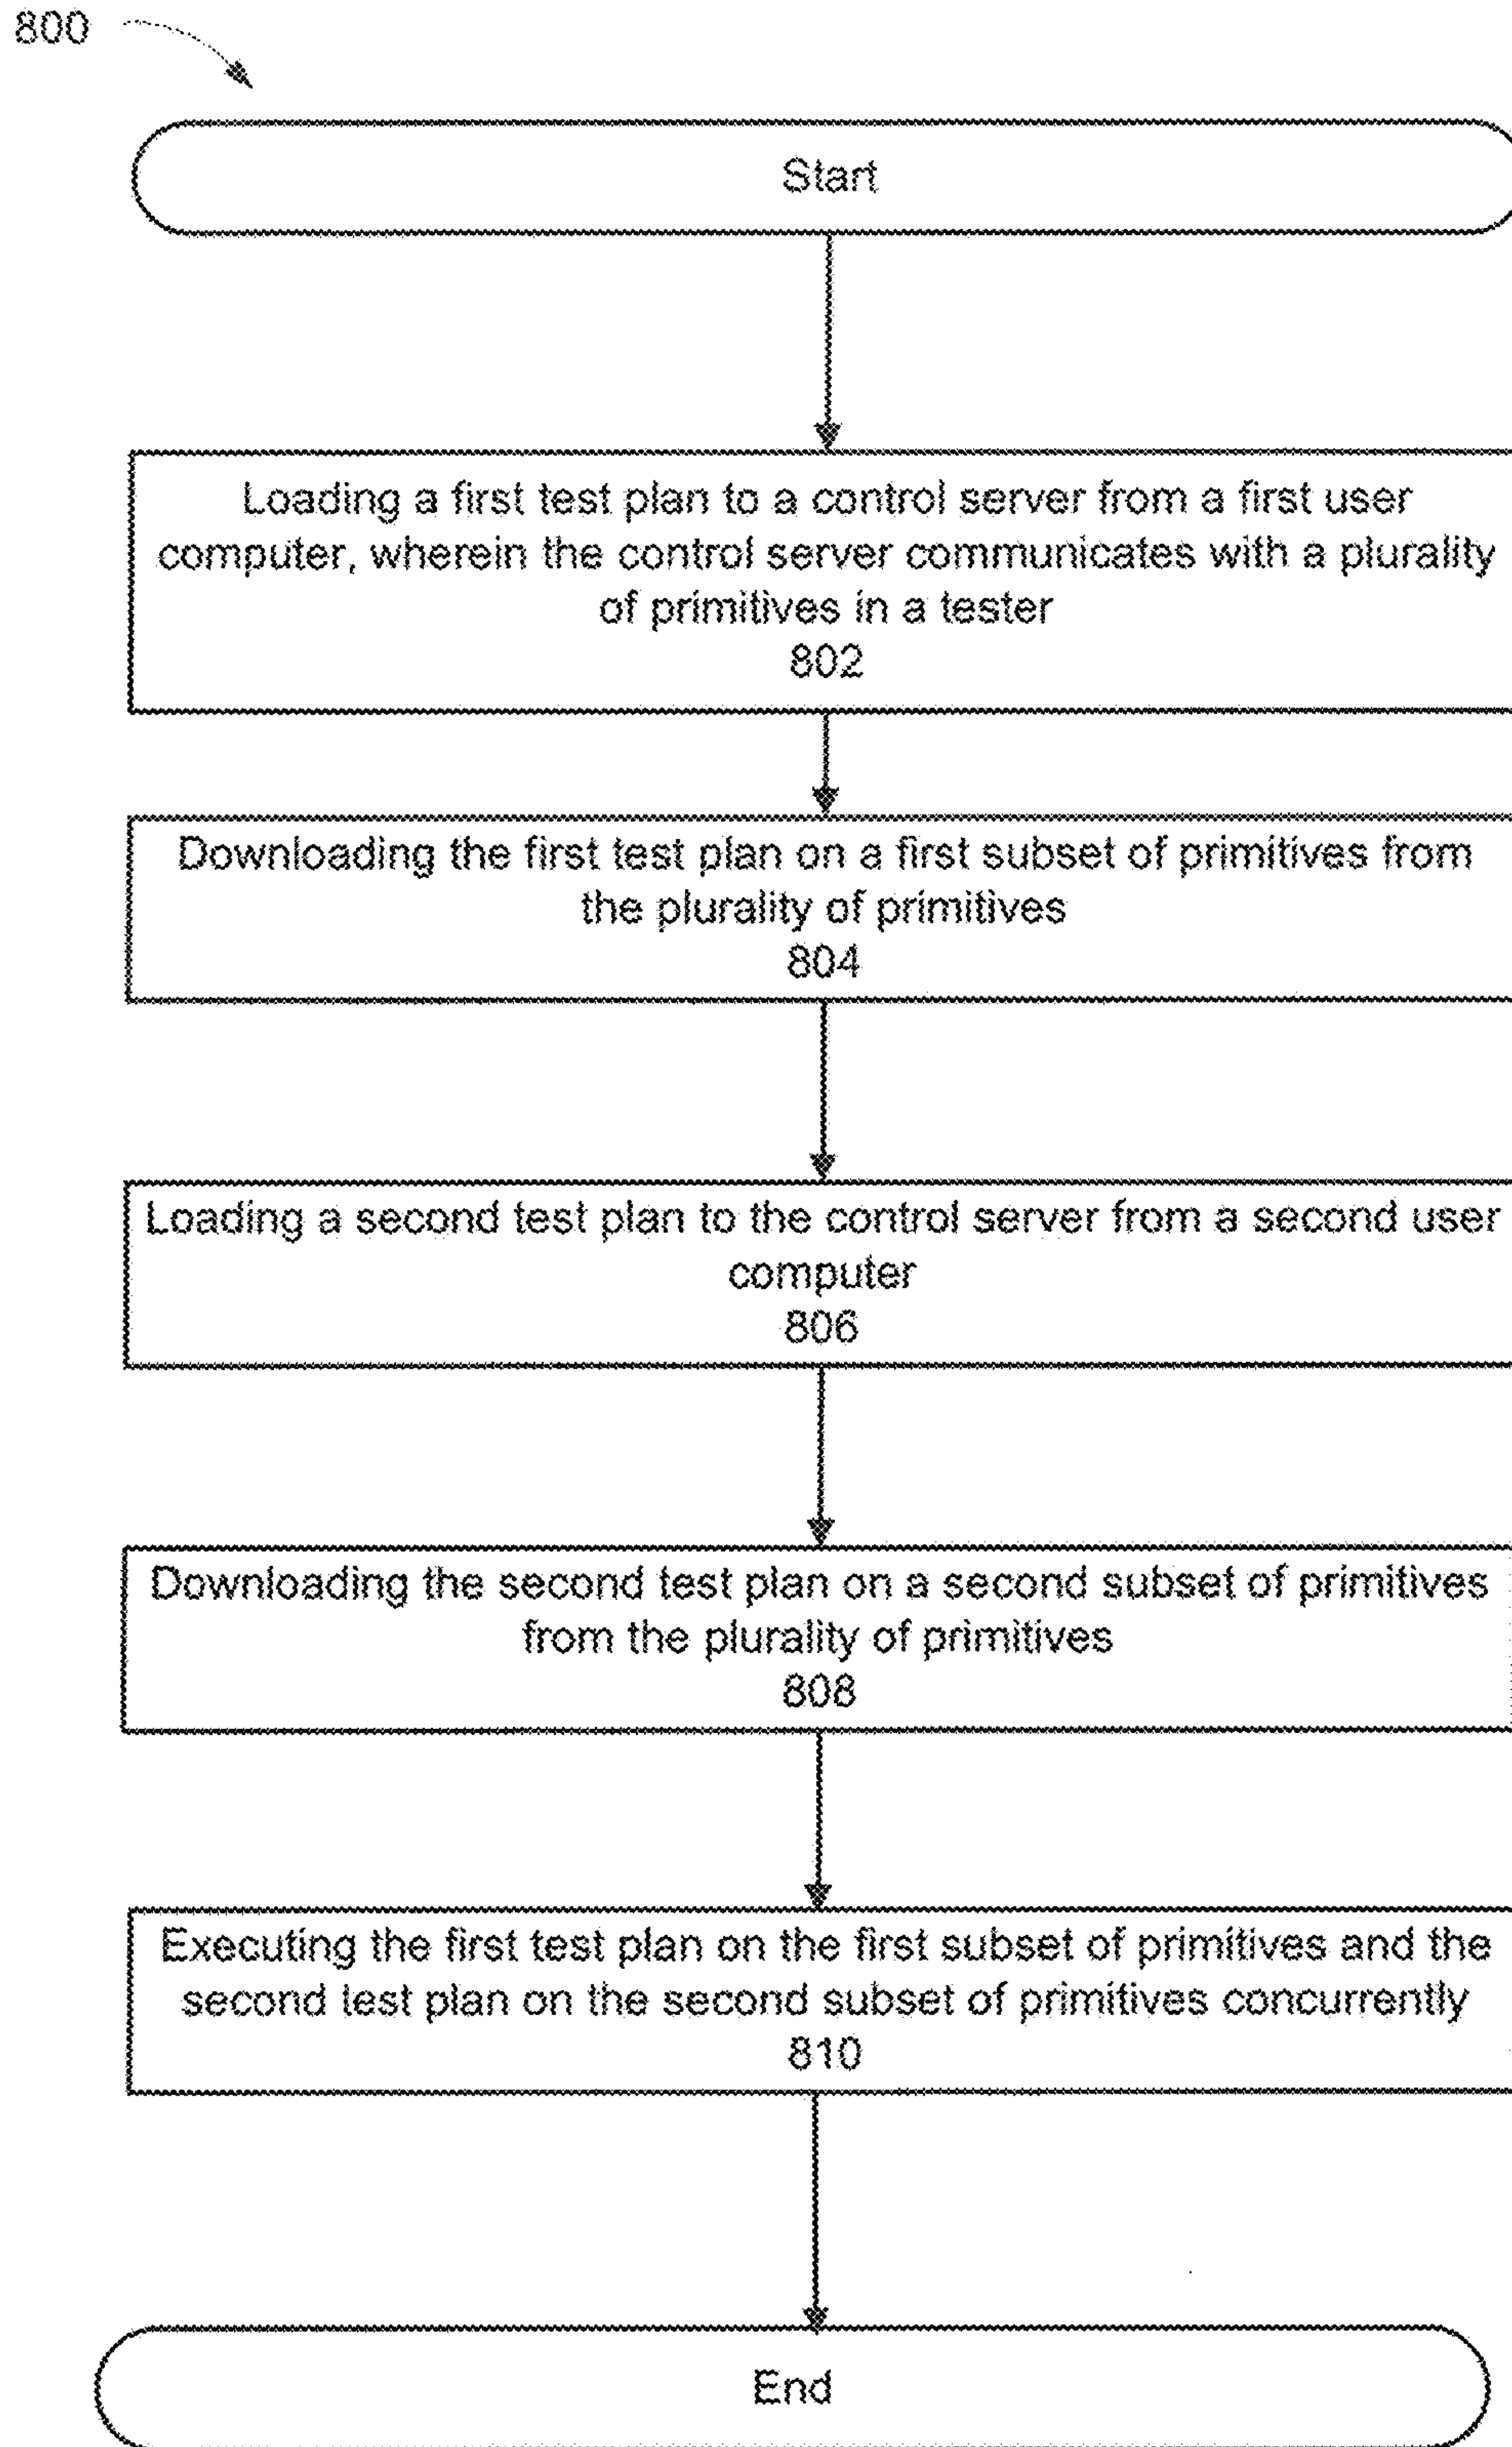 800
Start
Loading a first test plan to a control server from a first user
computer, wherein the control server communicates with a plurality
of primitives in a tester
802
Downloading the first test plan on a first subset of primitives from
the plurality of primitives
804
Loading a second test plan to the control server from a second user
computer
806
Downloading the second test plan on a second subset of primitives
from the plurality of primitives
808
Executing the first test plan on the first subset of primitives and the
second test plan on the second subset of primitives concurrently
810
End